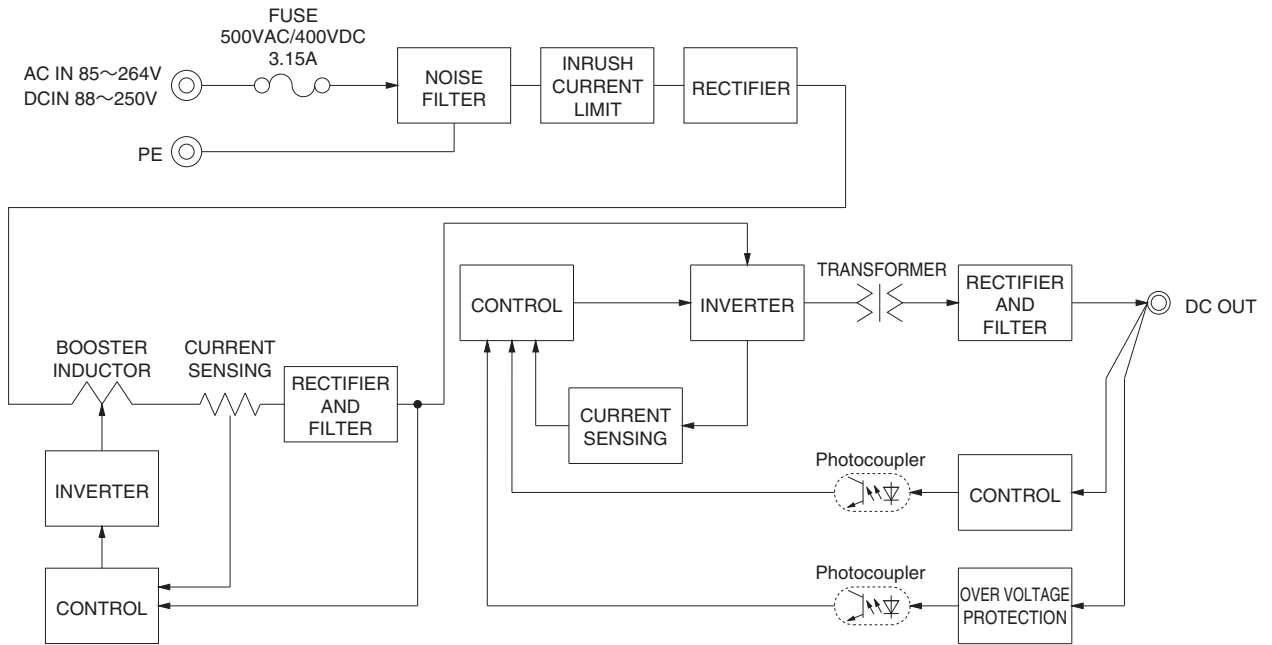 FUSE
500VAC/400VDC
3.15A
AC IN 85～264V
DCIN 88～250V
PE
NOISE
FILTER
INRUSH
CURRENT
LIMIT
RECTIFIER
BOOSTER
INDUCTOR
CURRENT
SENSING
RECTIFIER
AND
FILTER
INVERTER
CONTROL
CONTROL
INVERTER
TRANSFORMER
RECTIFIER
AND
FILTER
DC OUT
CURRENT
SENSING
Photocoupler
CONTROL
Photocoupler
OVER VOLTAGE
PROTECTION